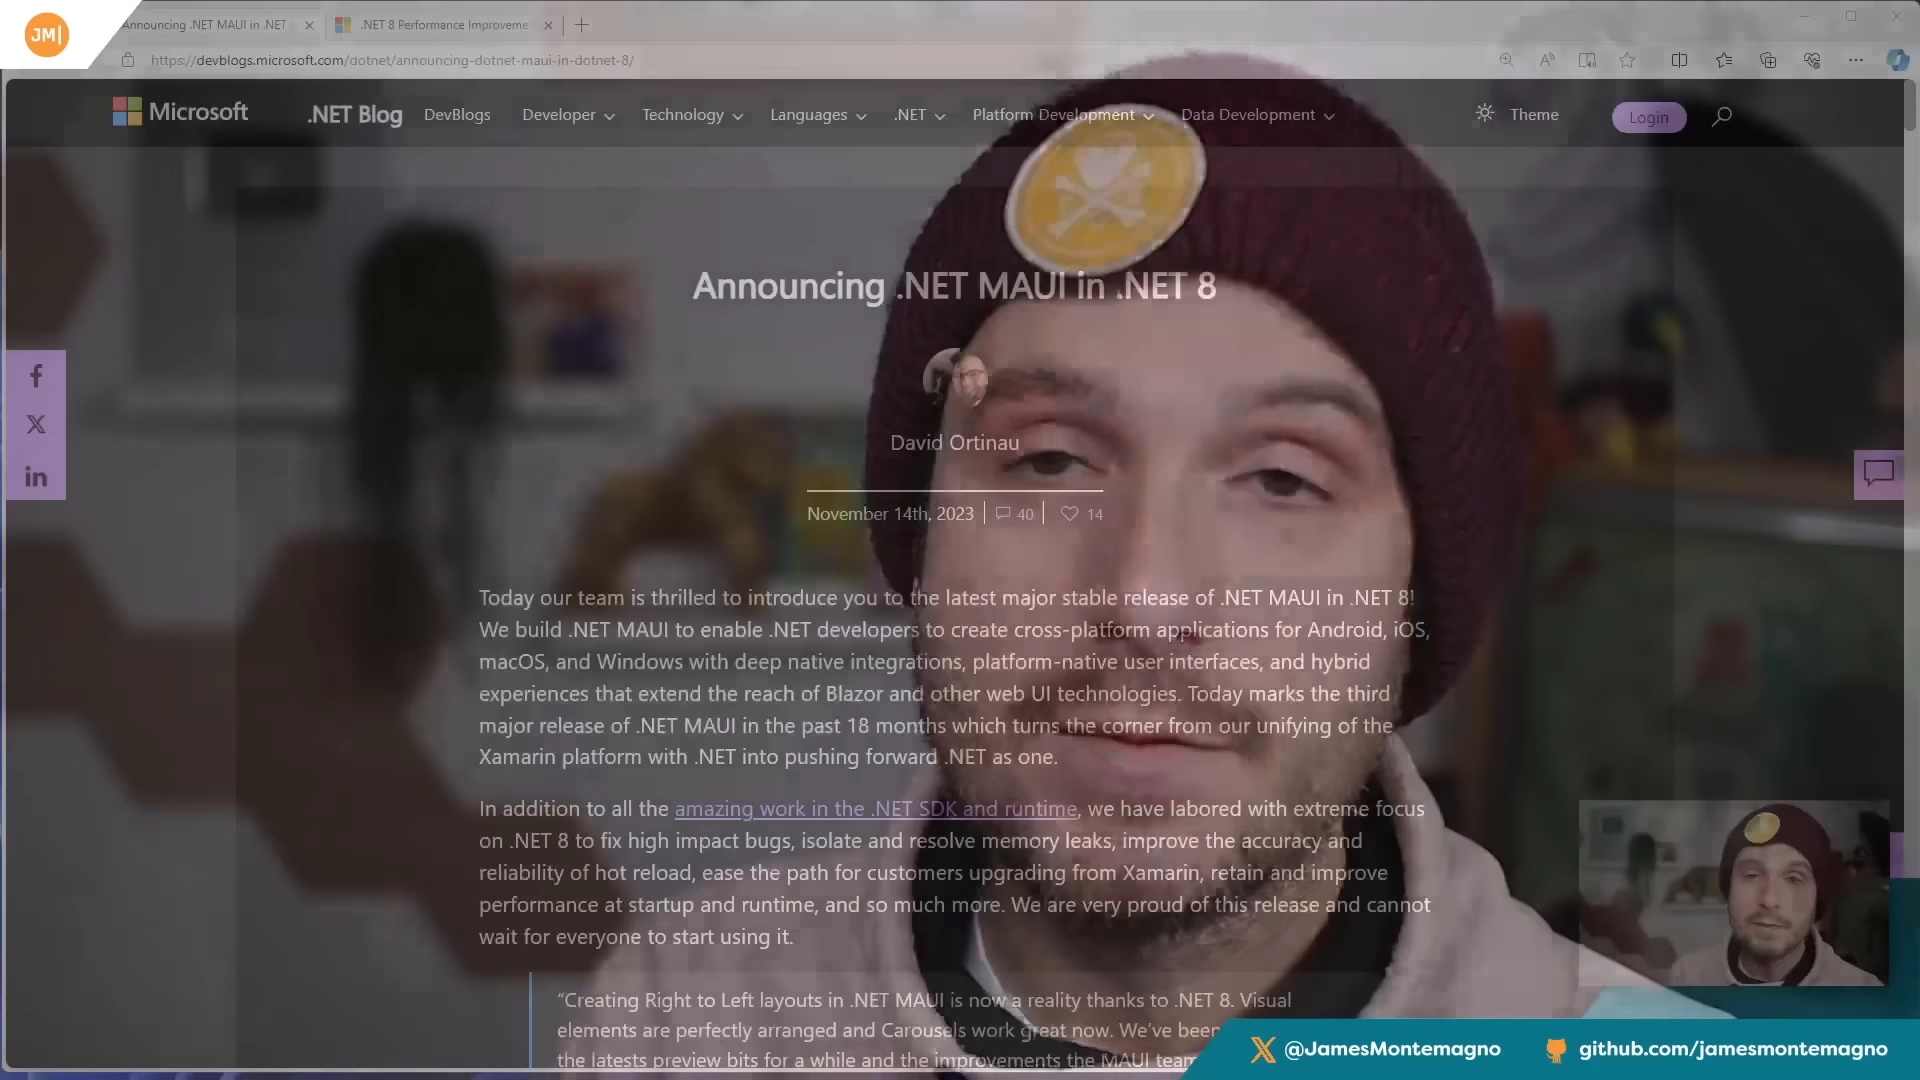 JM|
Announcing .NET MAUI in .NET
.NET 8 Performance Improveme
https://devblogs.microsoft.com/dotnet/announcing-dotnet-maui-in-dotnet-8/
Microsoft
.NET Blog
DevBlogs
Developer
Technology
Languages
.NET
Platform Development
Data Development
Theme
Login
Announcing .NET MAUI in .NET 8
David Ortinau
November 14th, 2023
40
14
Today our team is thrilled to introduce you to the latest major stable release of .NET MAUI in .NET 8!
We build .NET MAUI to enable .NET developers to create cross-platform applications for Android, iOS,
macOS, and Windows with deep native integrations, platform-native user interfaces, and hybrid
experiences that extend the reach of Blazor and other web UI technologies. Today marks the third
major release of .NET MAUI in the past 18 months which turns the corner from our unifying of the
Xamarin platform with .NET into pushing forward .NET as one.
In addition to all the amazing work in the .NET SDK and runtime, we have labored with extreme focus
on .NET 8 to fix high impact bugs, isolate and resolve memory leaks, improve the accuracy and
reliability of hot reload, ease the path for customers upgrading from Xamarin, retain and improve
performance at startup and runtime, and so much more. We are very proud of this release and cannot
wait for everyone to start using it.
“Creating Right to Left layouts in .NET MAUI is now a reality thanks to .NET 8. Visual
elements are perfectly arranged and Carousels work great now. We’ve been
the latests preview bits for a while and the improvements the MAUI team
@JamesMontemagno
github.com/jamesmontemagno